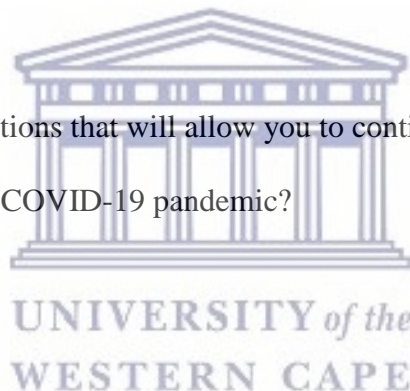 tions that will allow you to conti
COVID-19 pandemic?
UNIVERSITY of the
WESTERN CAPE